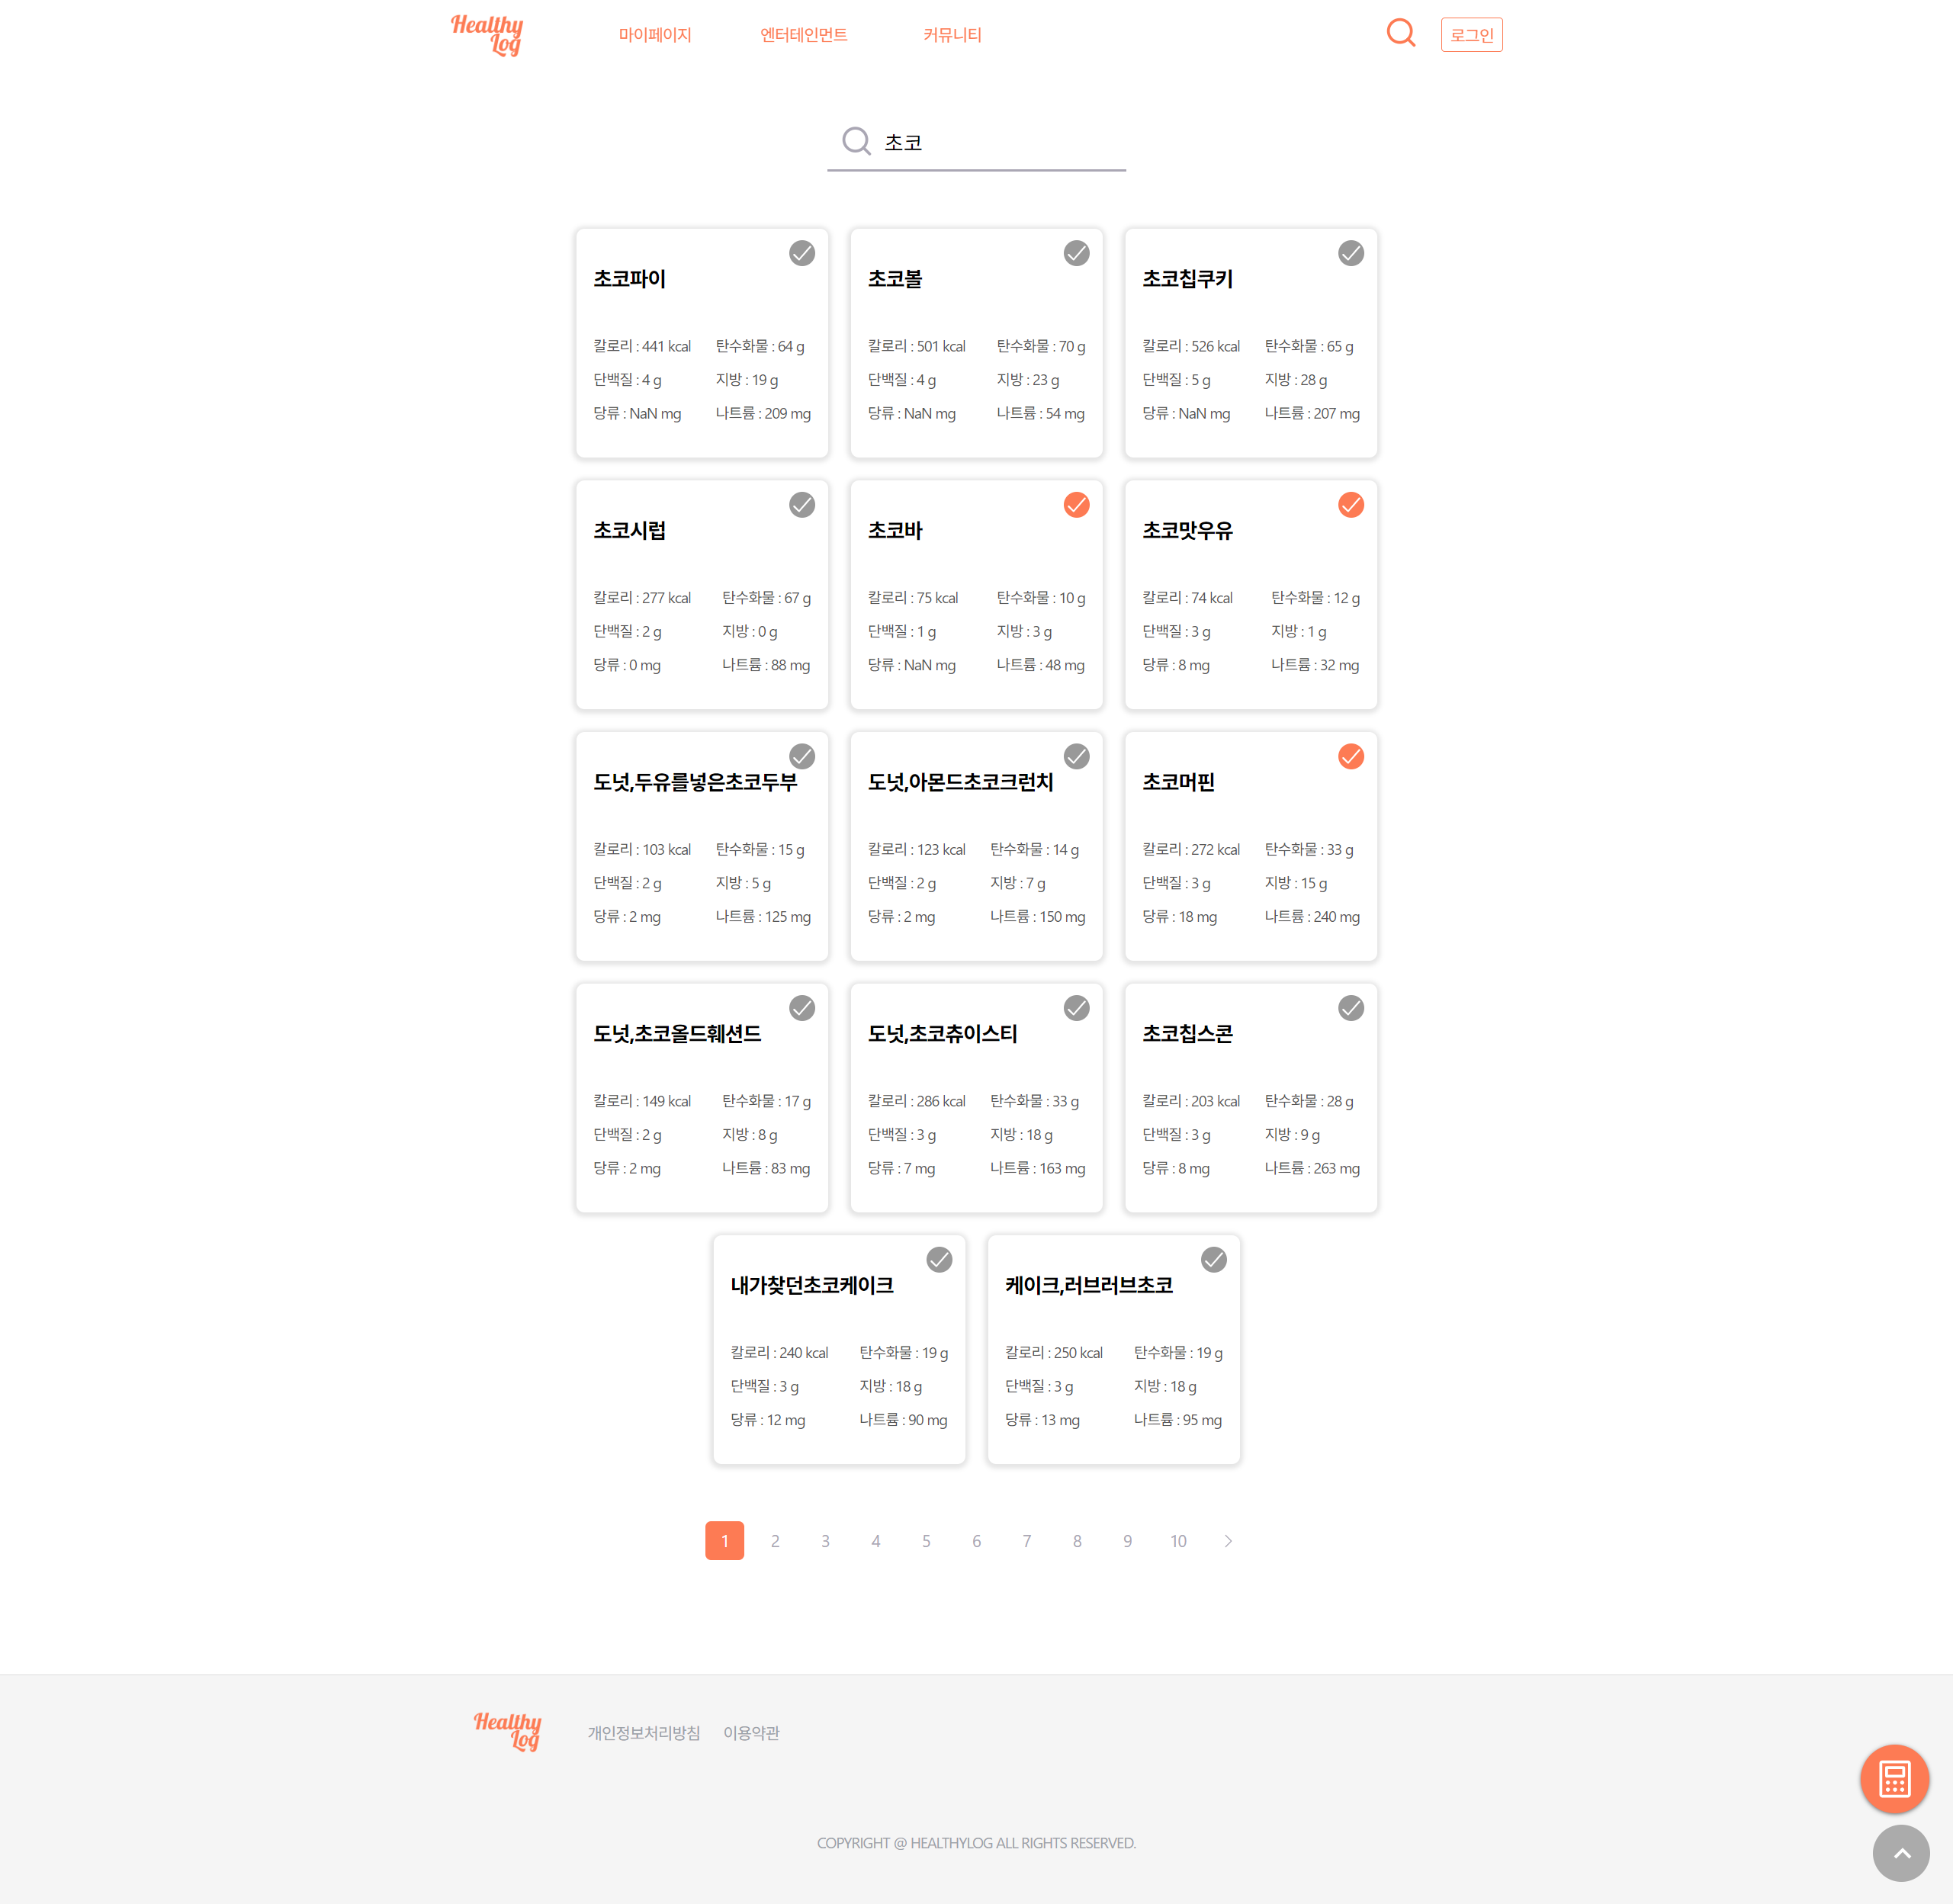 Healthy Log 마이페이지 엔터테인먼트 커뮤니티 로그인
초코
초코파이
칼로리 : 441 kcal 탄수화물 : 64 g
단백질 : 4 g 지방 : 19 g
당류 : NaN mg 나트륨 : 209 mg
초코볼
칼로리 : 501 kcal 탄수화물 : 70 g
단백질 : 4 g 지방 : 23 g
당류 : NaN mg 나트륨 : 54 mg
초코칩쿠키
칼로리 : 526 kcal 탄수화물 : 65 g
단백질 : 5 g 지방 : 28 g
당류 : NaN mg 나트륨 : 207 mg
초코시럽
칼로리 : 277 kcal 탄수화물 : 67 g
단백질 : 2 g 지방 : 0 g
당류 : 0 mg 나트륨 : 88 mg
초코바
칼로리 : 75 kcal 탄수화물 : 10 g
단백질 : 1 g 지방 : 3 g
당류 : NaN mg 나트륨 : 48 mg
초코맛우유
칼로리 : 74 kcal 탄수화물 : 12 g
단백질 : 3 g 지방 : 1 g
당류 : 8 mg 나트륨 : 32 mg
도넛,두유를넣은초코두부
칼로리 : 103 kcal 탄수화물 : 15 g
단백질 : 2 g 지방 : 5 g
당류 : 2 mg 나트륨 : 125 mg
도넛,아몬드초코크런치
칼로리 : 123 kcal 탄수화물 : 14 g
단백질 : 2 g 지방 : 7 g
당류 : 2 mg 나트륨 : 150 mg
초코머핀
칼로리 : 272 kcal 탄수화물 : 33 g
단백질 : 3 g 지방 : 15 g
당류 : 18 mg 나트륨 : 240 mg
도넛,초코올드훼션드
칼로리 : 149 kcal 탄수화물 : 17 g
단백질 : 2 g 지방 : 8 g
당류 : 2 mg 나트륨 : 83 mg
도넛,초코츄이스티
칼로리 : 286 kcal 탄수화물 : 33 g
단백질 : 3 g 지방 : 18 g
당류 : 7 mg 나트륨 : 163 mg
초코칩스콘
칼로리 : 203 kcal 탄수화물 : 28 g
단백질 : 3 g 지방 : 9 g
당류 : 8 mg 나트륨 : 263 mg
내가찾던초코케이크
칼로리 : 240 kcal 탄수화물 : 19 g
단백질 : 3 g 지방 : 18 g
당류 : 12 mg 나트륨 : 90 mg
케이크,러브러브초코
칼로리 : 250 kcal 탄수화물 : 19 g
단백질 : 3 g 지방 : 18 g
당류 : 13 mg 나트륨 : 95 mg
1 2 3 4 5 6 7 8 9 10
Healthy Log 개인정보처리방침 이용약관
COPYRIGHT @ HEALTHYLOG ALL RIGHTS RESERVED.